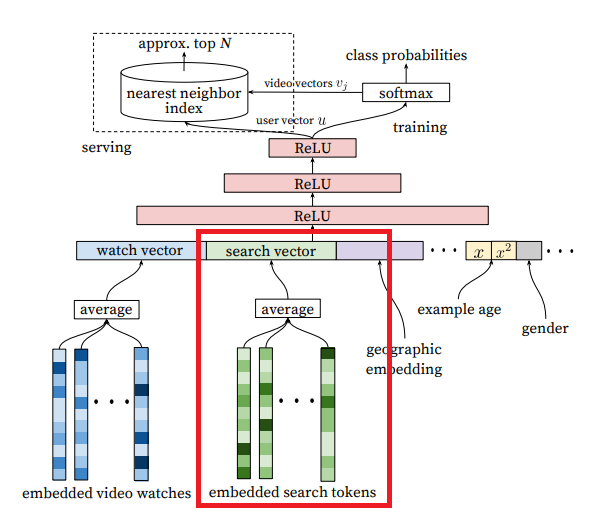 approx. top N
class probabilities
nearest neighbor
index
video vectors v_j
softmax
user vector u
serving
training
ReLU
ReLU
ReLU
watch vector
search vector
x
x²
average
average
example age
gender
geographic
embedding
embedded video watches
embedded search tokens